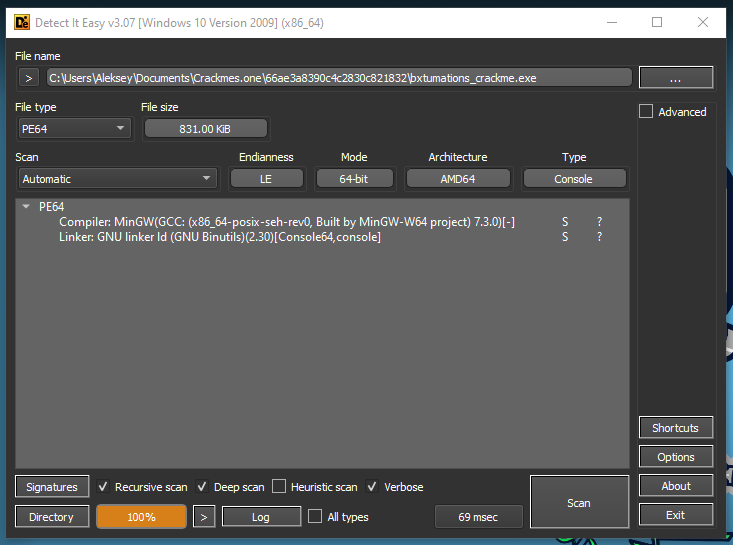 Detect It Easy v3.07 [Windows 10 Version 2009] (x86_64)
File name
> C:\Users\Aleksey\Documents\Crackmes.one\66ae3a8390c4c2830c821832\bxtumations_crackme.exe ...
File type File size
PE64 831.00 KiB
Advanced
Scan Endianness Mode Architecture Type
Automatic LE 64-bit AMD64 Console
PE64
Compiler: MinGW(GCC: (x86_64-posix-seh-rev0, Built by MinGW-W64 project) 7.3.0)[-] S ?
Linker: GNU linker ld (GNU Binutils)(2.30)[Console64,console] S ?
Shortcuts
Options
Signatures Recursive scan Deep scan Heuristic scan Verbose
About
Scan
Directory 100% > Log All types 69 msec
Exit